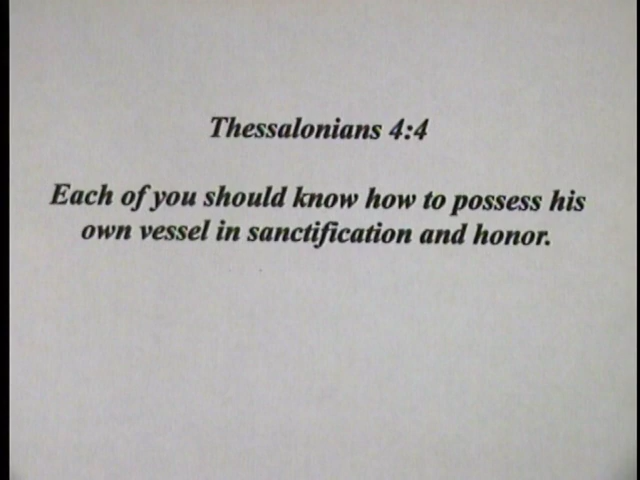 Thessalonians 4:4
Each of you should know how to possess his
own vessel in sanctification and honor.